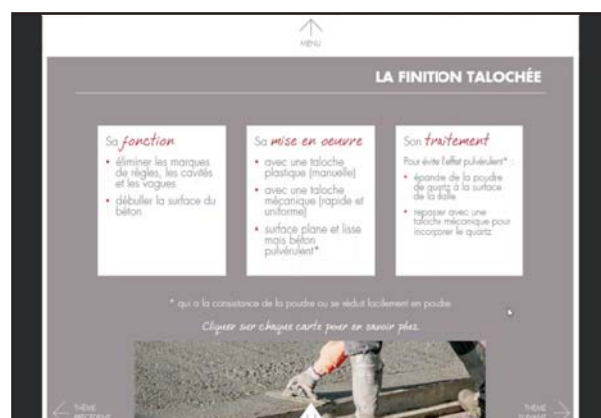 MENU
LA FINITION TALOCHÉE
Sa fonction
• éliminer les marques
de règles, les cavités
et les vagues
• débuller la surface du
béton
Sa mise en oeuvre
• avec une taloche
plastique (manuelle)
• avec une taloche
mécanique (rapide et
uniforme)
• surface plane et lisse
mais béton
pulvérulent*
Son traitement
Pour évite l'effet pulvérulent* :
• épandre de la poudre
de quartz à la surface
de la dalle
• repasser avec une
taloche mécanique pour
incorporer le quartz
* qui a la consistance de la poudre ou se réduit facilement en poudre
Cliquer sur chaque carte pour en savoir plus.
THÈME
PRÉCÉDENT
THÈME
SUIVANT